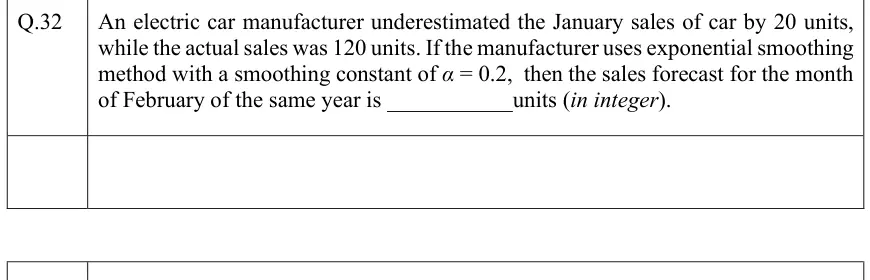 Q.32 An electric car manufacturer underestimated the January sales of car by 20 units,
while the actual sales was 120 units. If the manufacturer uses exponential smoothing
method with a smoothing constant of α = 0.2, then the sales forecast for the month
of February of the same year is ____________units (in integer).